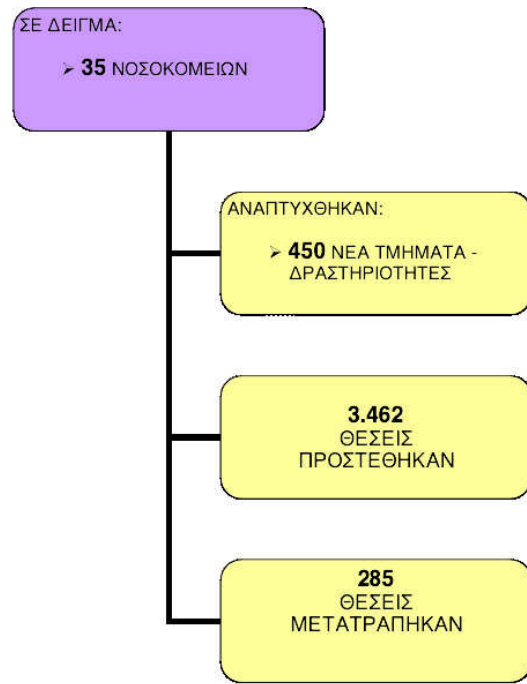 ΣΕ ΔΕΙΓΜΑ:
➢ 35 ΝΟΣΟΚΟΜΕΙΩΝ
ΑΝΑΠΤΥΧΘΗΚΑΝ:
➢ 450 ΝΕΑ ΤΜΗΜΑΤΑ -
ΔΡΑΣΤΗΡΙΟΤΗΤΕΣ
3.462
ΘΕΣΕΙΣ
ΠΡΟΣΤΕΘΗΚΑΝ
285
ΘΕΣΕΙΣ
ΜΕΤΑΤΡΑΠΗΚΑΝ